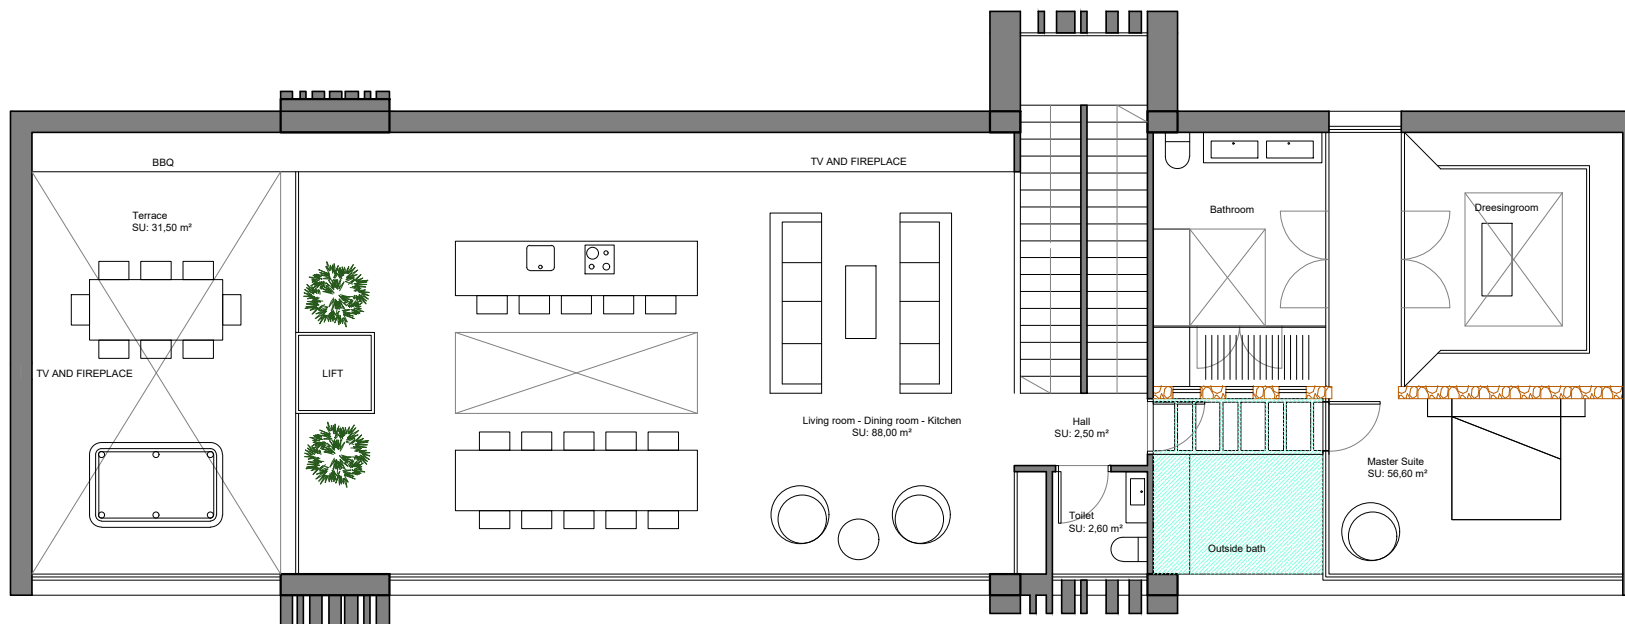 BBQ
TV AND FIREPLACE
Terrace
SU: 31,50 m²
Bathroom
Dreesingroom
TV AND FIREPLACE
LIFT
Living room - Dining room - Kitchen
SU: 88,00 m²
Hall
SU: 2,50 m²
Master Suite
SU: 56,60 m²
Toilet
SU: 2,60 m²
Outside bath